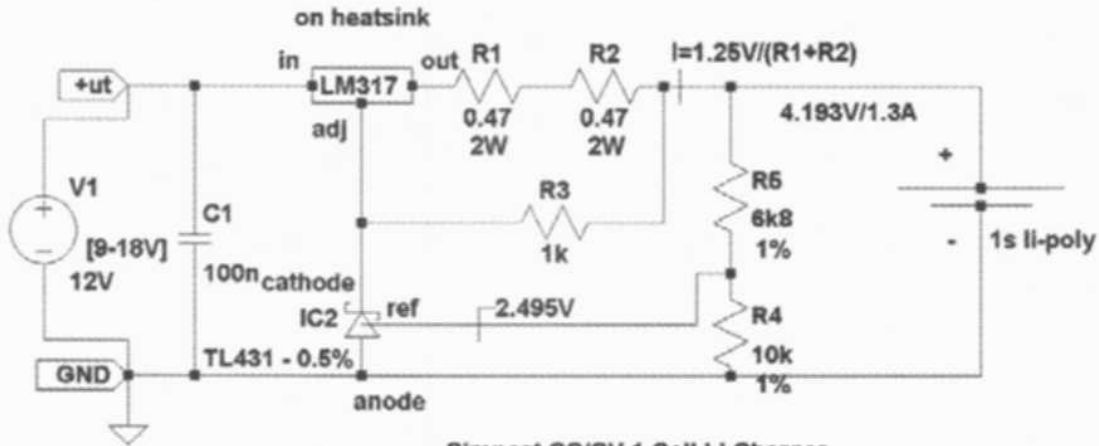 on heatsink
in
out
R1
R2
I=1.25V/(R1+R2)
+ut
LM317
0.47
2W
0.47
2W
4.193V/1.3A
adj
V1
+
R3
R5
6k8
1%
+
C1
[9-18V]
12V
1k
-
1s li-poly
100n
cathode
ref
2.495V
IC2
R4
10k
1%
TL431 - 0.5%
GND
anode